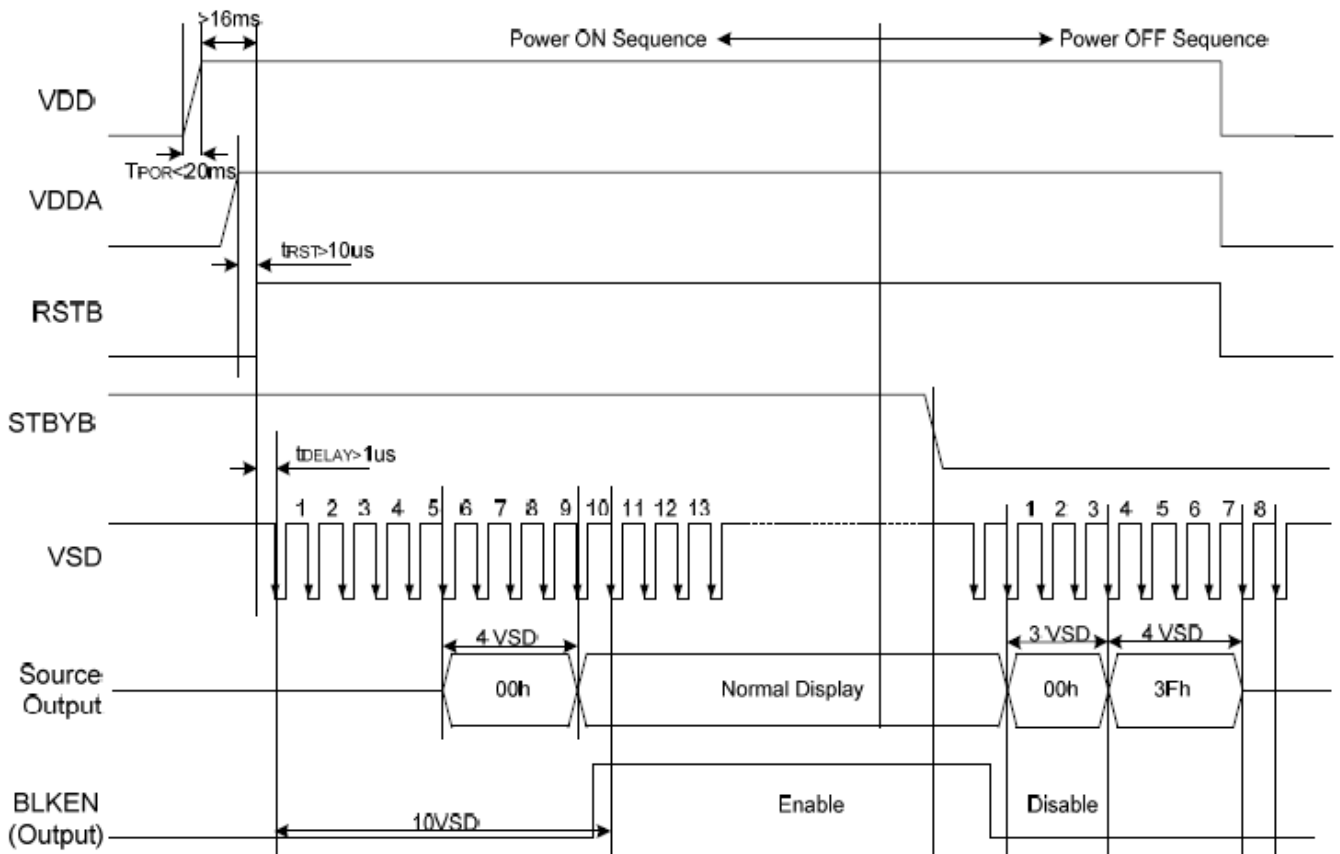 >16ms
Power ON Sequence
Power OFF Sequence
VDD
TPOR<20ms
VDDA
tRST>10us
RSTB
STBYB
tDELAY>1us
1 2 3 4 5 6 7 8 9 10 11 12 13
1 2 3 4 5 6 7 8
VSD
4 VSD
3 VSD
4 VSD
Source
Output
00h
Normal Display
00h
3Fh
BLKEN
(Output)
Enable
Disable
10VSD